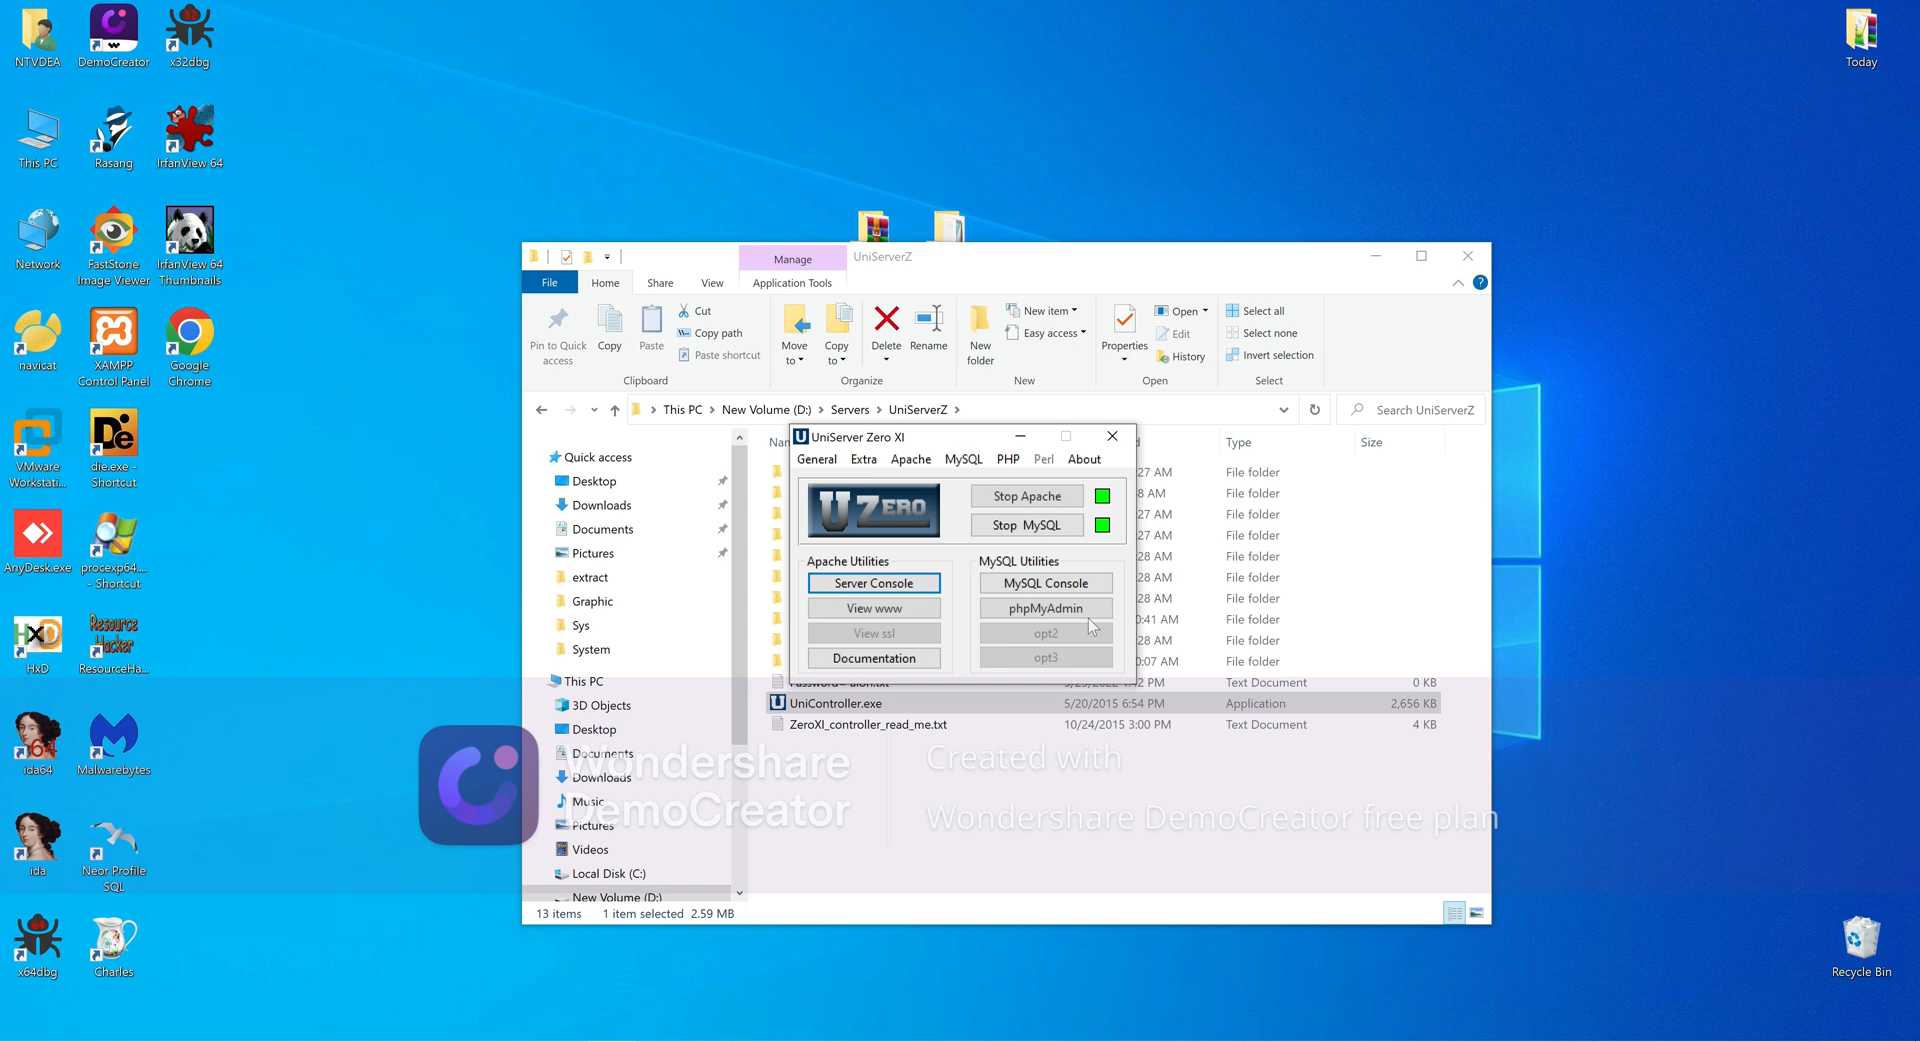 NTVDEA
DemoCreator
x32dbg
Today
This PC
Rasang
IrfanView 64
Network
FastStone
Image Viewer
IrfanView 64
Thumbnails
navicat
XAMPP
Control Panel
Google
Chrome
VMware
Workstati...
die.exe -
Shortcut
AnyDesk.exe
procexp64....
- Shortcut
HxD
Resource
Hacker
ResourceHa...
ida64
Malwarebytes
ida
Neor Profile
SQL
x64dbg
Charles
Recycle Bin
Manage
UniServerZ
File
Home
Share
View
Application Tools
Pin to Quick
access
Copy
Paste
Cut
Copy path
Paste shortcut
Clipboard
Move
to
Copy
to
Delete
Rename
Organize
New
folder
New item
Easy access
New
Properties
Open
Edit
History
Open
Select all
Select none
Invert selection
Select
This PC
New Volume (D:)
Servers
UniServerZ
Search UniServerZ
Type
Size
Quick access
Desktop
Downloads
Documents
Pictures
extract
Graphic
Sys
System
This PC
3D Objects
Desktop
Documents
Downloads
Music
Pictures
Videos
Local Disk (C:)
New Volume (D:)
UniServer Zero XI
General
Extra
Apache
MySQL
PHP
Perl
About
U ZERO
Stop Apache
Stop MySQL
Apache Utilities
Server Console
View www
View ssl
Documentation
MySQL Utilities
MySQL Console
phpMyAdmin
opt2
opt3
:27 AM File folder
8 AM File folder
:27 AM File folder
:27 AM File folder
:28 AM File folder
:28 AM File folder
:28 AM File folder
0:41 AM File folder
:28 AM File folder
0:07 AM File folder
Text Document 0 KB
UniController.exe 5/20/2015 6:54 PM Application 2,656 KB
ZeroXI_controller_read_me.txt 10/24/2015 3:00 PM Text Document 4 KB
Wondershare
DemoCreator
Created with
Wondershare DemoCreator free plan
13 items
1 item selected 2.59 MB